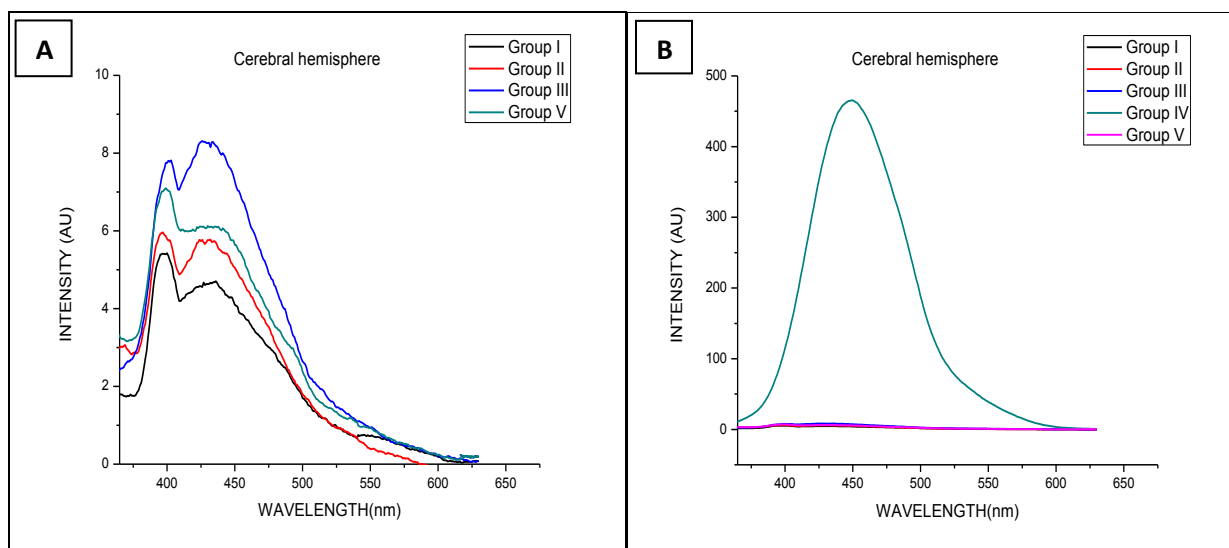 A
Cerebral hemisphere
Group I
Group II
Group III
Group V
INTENSITY (AU)
10
8
6
4
2
0
400 450 500 550 600 650
WAVELENGTH(nm)
B
Cerebral hemisphere
Group I
Group II
Group III
Group IV
Group V
INTENSITY (AU)
500
400
300
200
100
0
400 450 500 550 600 650
WAVELENGTH(nm)